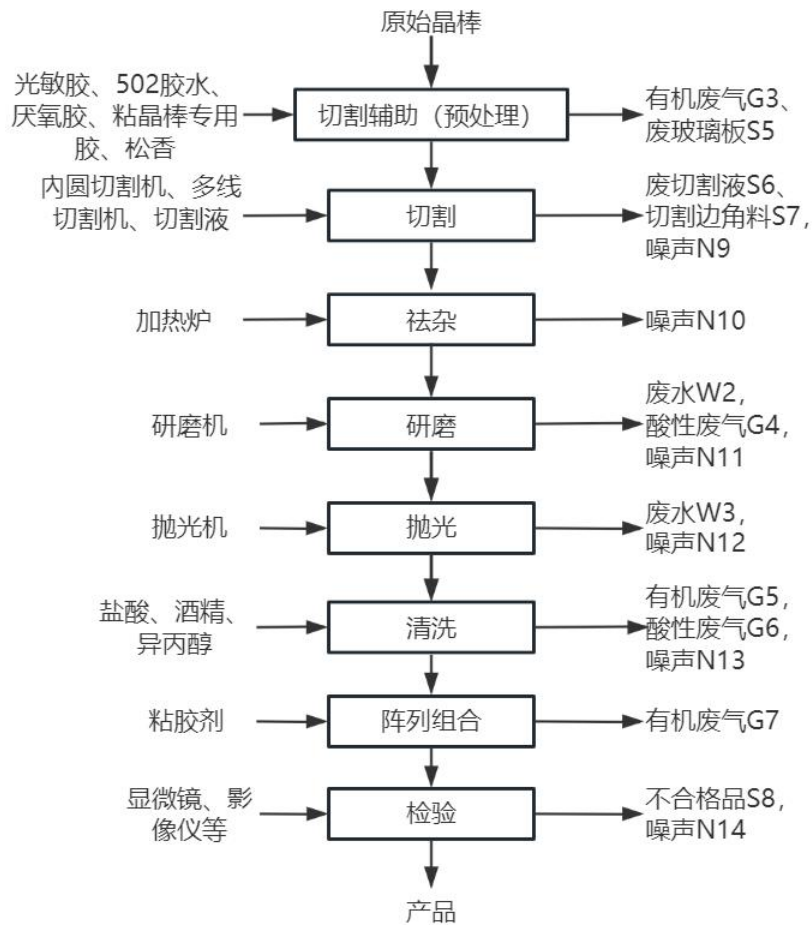 原始晶棒
光敏胶、502胶水、
厌氧胶、粘晶棒专用
胶、松香
切割辅助（预处理）
有机废气G3、
废玻璃板S5
内圆切割机、多线
切割机、切割液
切割
废切割液S6、
切割边角料S7,
噪声N9
加热炉
祛杂
噪声N10
研磨机
研磨
废水W2,
酸性废气G4,
噪声N11
抛光机
抛光
废水W3,
噪声N12
盐酸、酒精、
异丙醇
清洗
有机废气G5,
酸性废气G6,
噪声N13
粘胶剂
阵列组合
有机废气G7
显微镜、影
像仪等
检验
不合格品S8,
噪声N14
产品